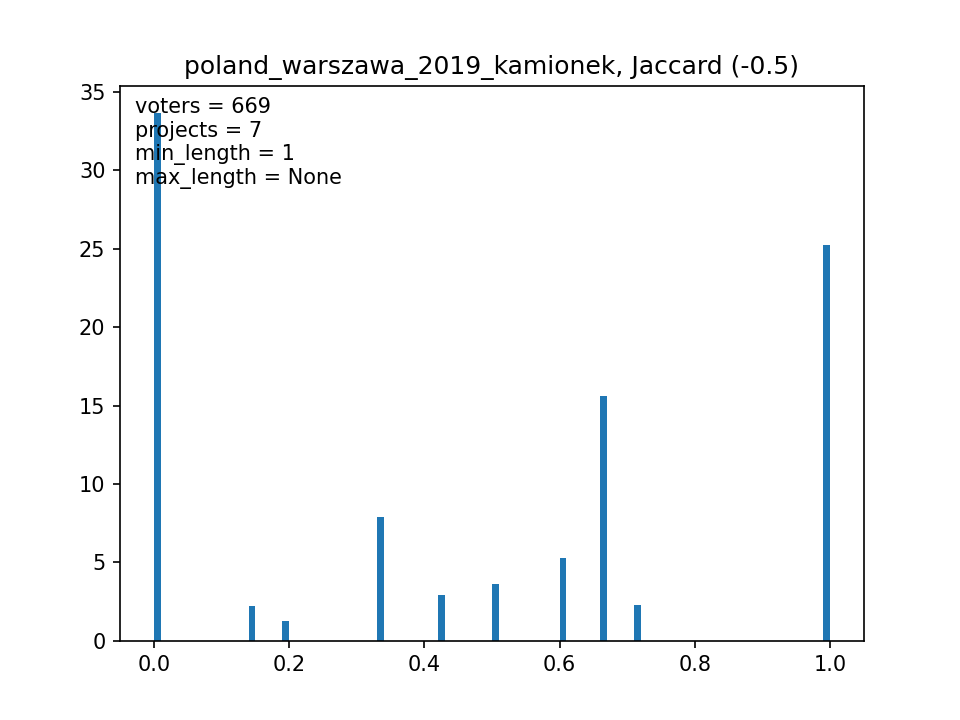 poland_warszawa_2019_kamionek, Jaccard (-0.5)
voters = 669
projects = 7
min_length = 1
max_length = None
35
30
25
20
15
10
5
0
0.0 0.2 0.4 0.6 0.8 1.0